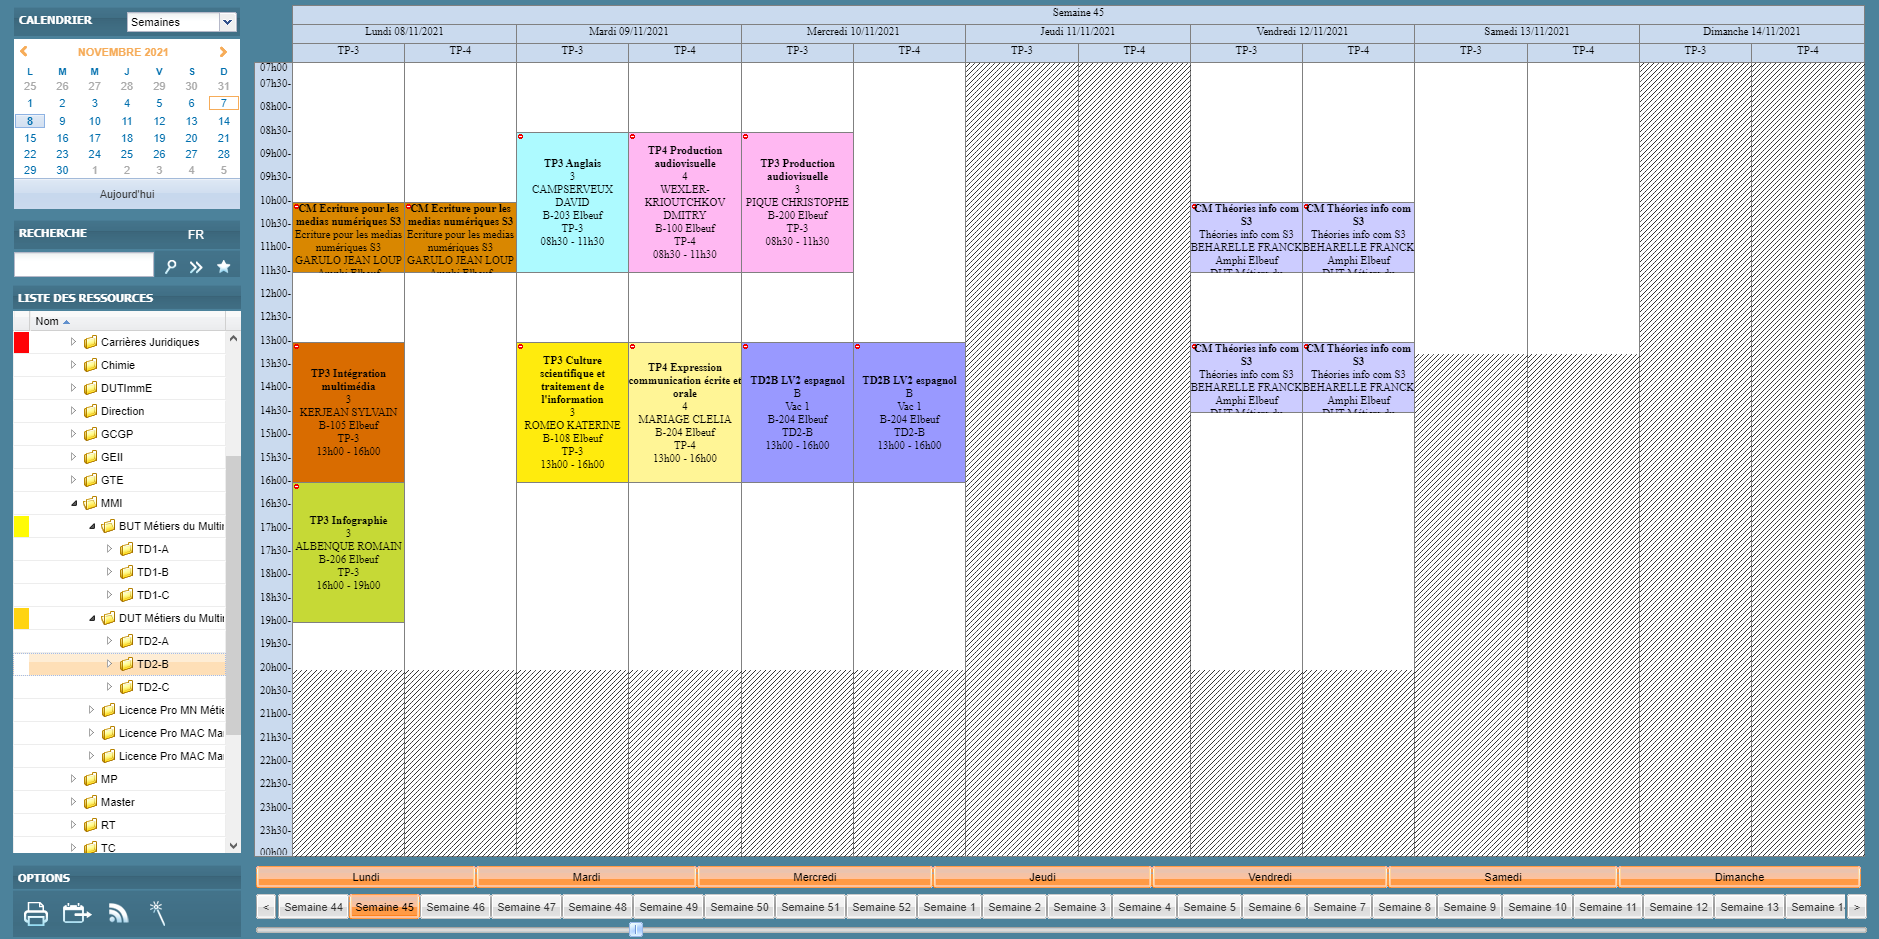 CALENDRIER
Semaines
NOVEMBRE 2021
L M M J V S D
25 26 27 28 29 30 31
1 2 3 4 5 6 7
8 9 10 11 12 13 14
15 16 17 18 19 20 21
22 23 24 25 26 27 28
29 30 1 2 3 4 5
Aujourd'hui
RECHERCHE FR
LISTE DES RESSOURCES
Nom
Carrières Juridiques
Chimie
DUTImmE
Direction
GCGP
GEII
GTE
MMI
BUT Métiers du Multi
TD1-A
TD1-B
TD1-C
DUT Métiers du Multi
TD2-A
TD2-B
TD2-C
Licence Pro MN Métie
Licence Pro MAC Ma
Licence Pro MAC Ma
MP
Master
RT
TC
OPTIONS
Semaine 45
Lundi 08/11/2021 Mardi 09/11/2021 Mercredi 10/11/2021 Jeudi 11/11/2021 Vendredi 12/11/2021 Samedi 13/11/2021 Dimanche 14/11/2021
TP-3 TP-4 TP-3 TP-4 TP-3 TP-4 TP-3 TP-4 TP-3 TP-4 TP-3 TP-4 TP-3 TP-4
07h00
07h30-
08h00-
08h30-
09h00-
09h30-
10h00-
10h30-
11h00-
11h30-
12h00-
12h30-
13h00-
13h30-
14h00-
14h30-
15h00-
15h30-
16h00-
16h30-
17h00-
17h30-
18h00-
18h30-
19h00-
19h30-
20h00-
20h30-
21h00-
21h30-
22h00-
22h30-
23h00-
23h30-
00h00
CM Ecriture pour les
medias numériques S3
Ecriture pour les medias
numériques S3
GARULO JEAN LOUP
Amphi Elbeuf
CM Ecriture pour les
medias numériques S3
Ecriture pour les medias
numériques S3
GARULO JEAN LOUP
Amphi Elbeuf
TP3 Intégration
multimédia
3
KERJEAN SYLVAIN
B-105 Elbeuf
TP-3
13h00 - 16h00
TP3 Infographie
3
ALBENQUE ROMAIN
B-206 Elbeuf
TP-3
16h00 - 19h00
TP3 Anglais
3
CAMPSERVEUX
DAVID
B-203 Elbeuf
TP-3
08h30 - 11h30
TP4 Production
audiovisuelle
4
WEXLER-
KRIOUTCHKOV
DMITRY
B-100 Elbeuf
TP-4
08h30 - 11h30
TP3 Culture
scientifique et
traitement de
l'information
3
ROMEO KATERINE
B-108 Elbeuf
TP-3
13h00 - 16h00
TP4 Expression
communication écrite et
orale
4
MARIAGE CLELIA
B-204 Elbeuf
TP-4
13h00 - 16h00
TP3 Production
audiovisuelle
3
PIQUE CHRISTOPHE
B-200 Elbeuf
TP-3
08h30 - 11h30
TD2B LV2 espagnol
B
Vac 1
B-204 Elbeuf
TD2-B
13h00 - 16h00
TD2B LV2 espagnol
B
Vac 1
B-204 Elbeuf
TD2-B
13h00 - 16h00
CM Théories info com
S3
Théories info com S3
BEHARELLE FRANCK
Amphi Elbeuf
DUT Métiers du
CM Théories info com
S3
Théories info com S3
BEHARELLE FRANCK
Amphi Elbeuf
DUT Métiers du
CM Théories info com
S3
Théories info com S3
BEHARELLE FRANCK
Amphi Elbeuf
DUT Métiers du
CM Théories info com
S3
Théories info com S3
BEHARELLE FRANCK
Amphi Elbeuf
DUT Métiers du
Lundi Mardi Mercredi Jeudi Vendredi Samedi Dimanche
< Semaine 44 Semaine 45 Semaine 46 Semaine 47 Semaine 48 Semaine 49 Semaine 50 Semaine 51 Semaine 52 Semaine 1 Semaine 2 Semaine 3 Semaine 4 Semaine 5 Semaine 6 Semaine 7 Semaine 8 Semaine 9 Semaine 10 Semaine 11 Semaine 12 Semaine 13 Semaine 1 >